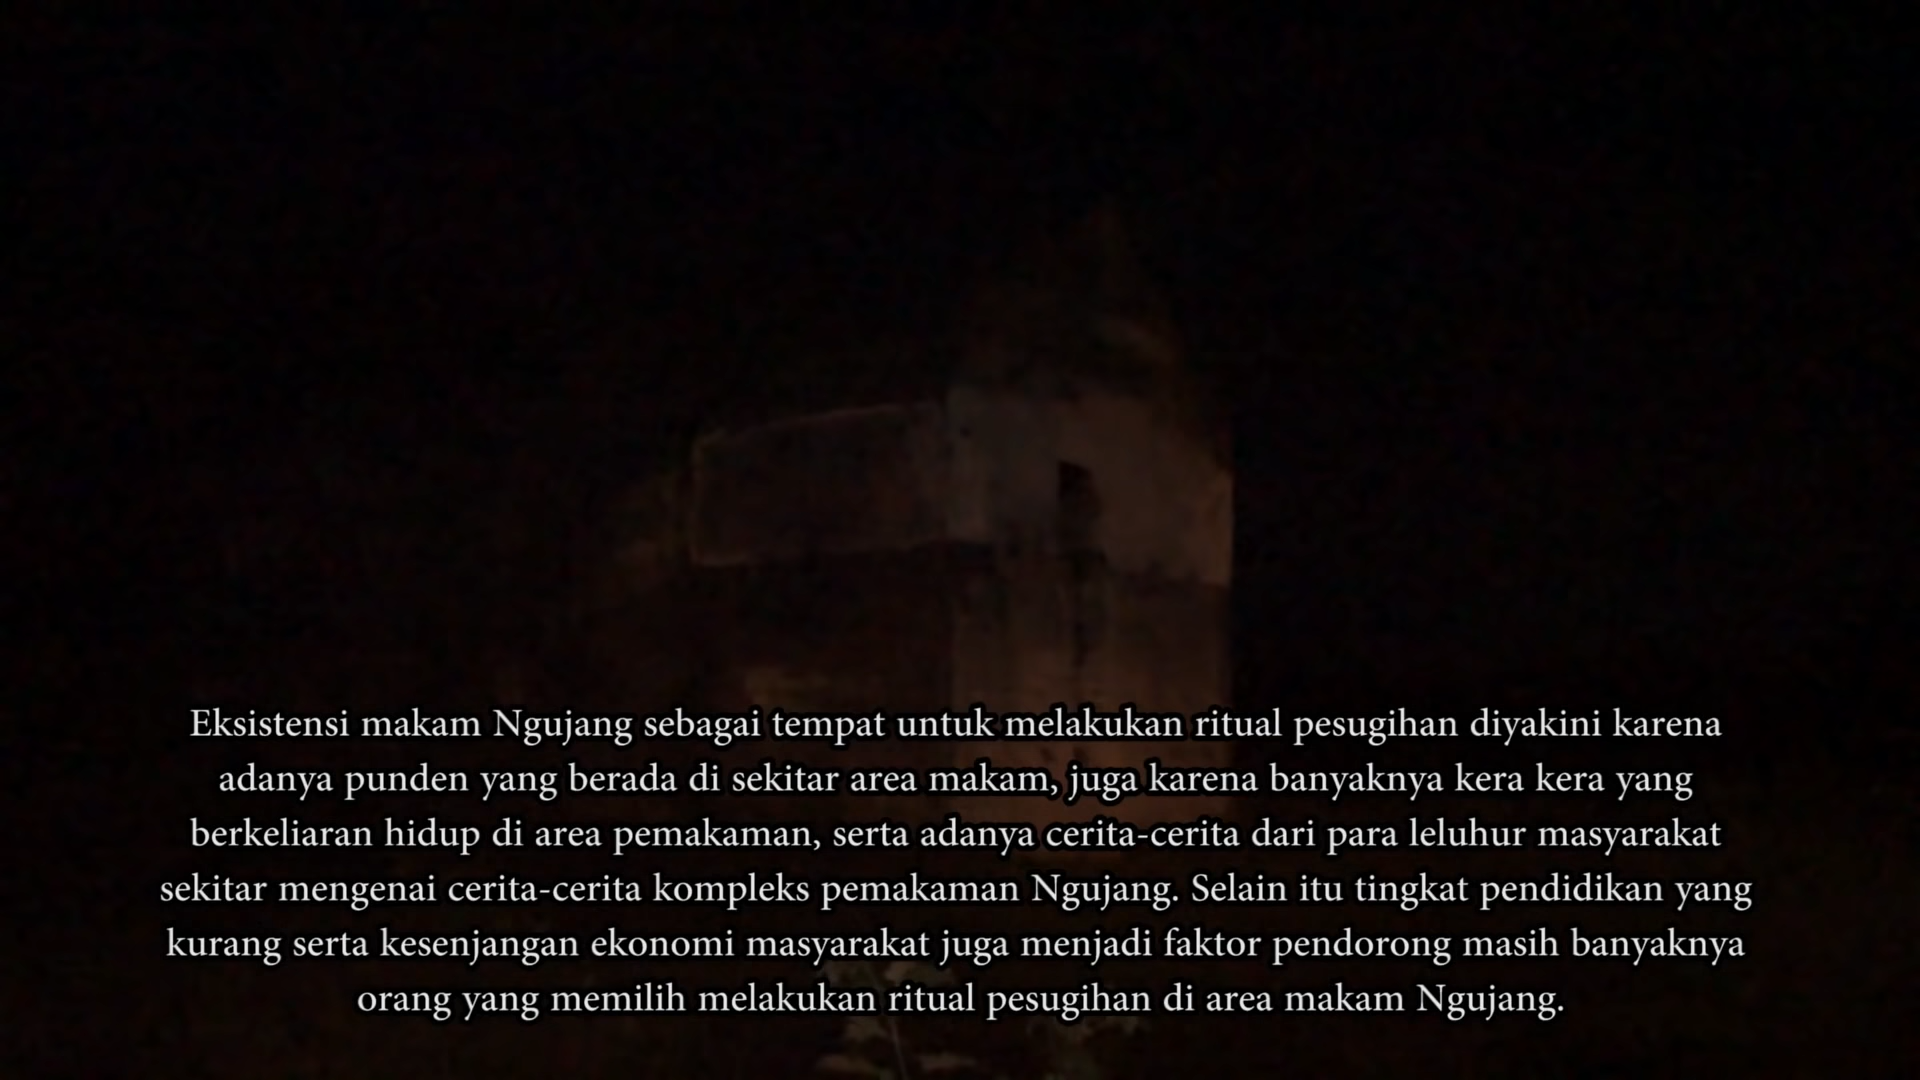 Eksistensi makam Ngujang sebagai tempat untuk melakukan ritual pesugihan diyakini karena
adanya punden yang berada di sekitar area makam, juga karena banyaknya kera kera yang
berkeliaran hidup di area pemakaman, serta adanya cerita-cerita dari para leluhur masyarakat
sekitar mengenai cerita-cerita kompleks pemakaman Ngujang. Selain itu tingkat pendidikan yang
kurang serta kesenjangan ekonomi masyarakat juga menjadi faktor pendorong masih banyaknya
orang yang memilih melakukan ritual pesugihan di area makam Ngujang.